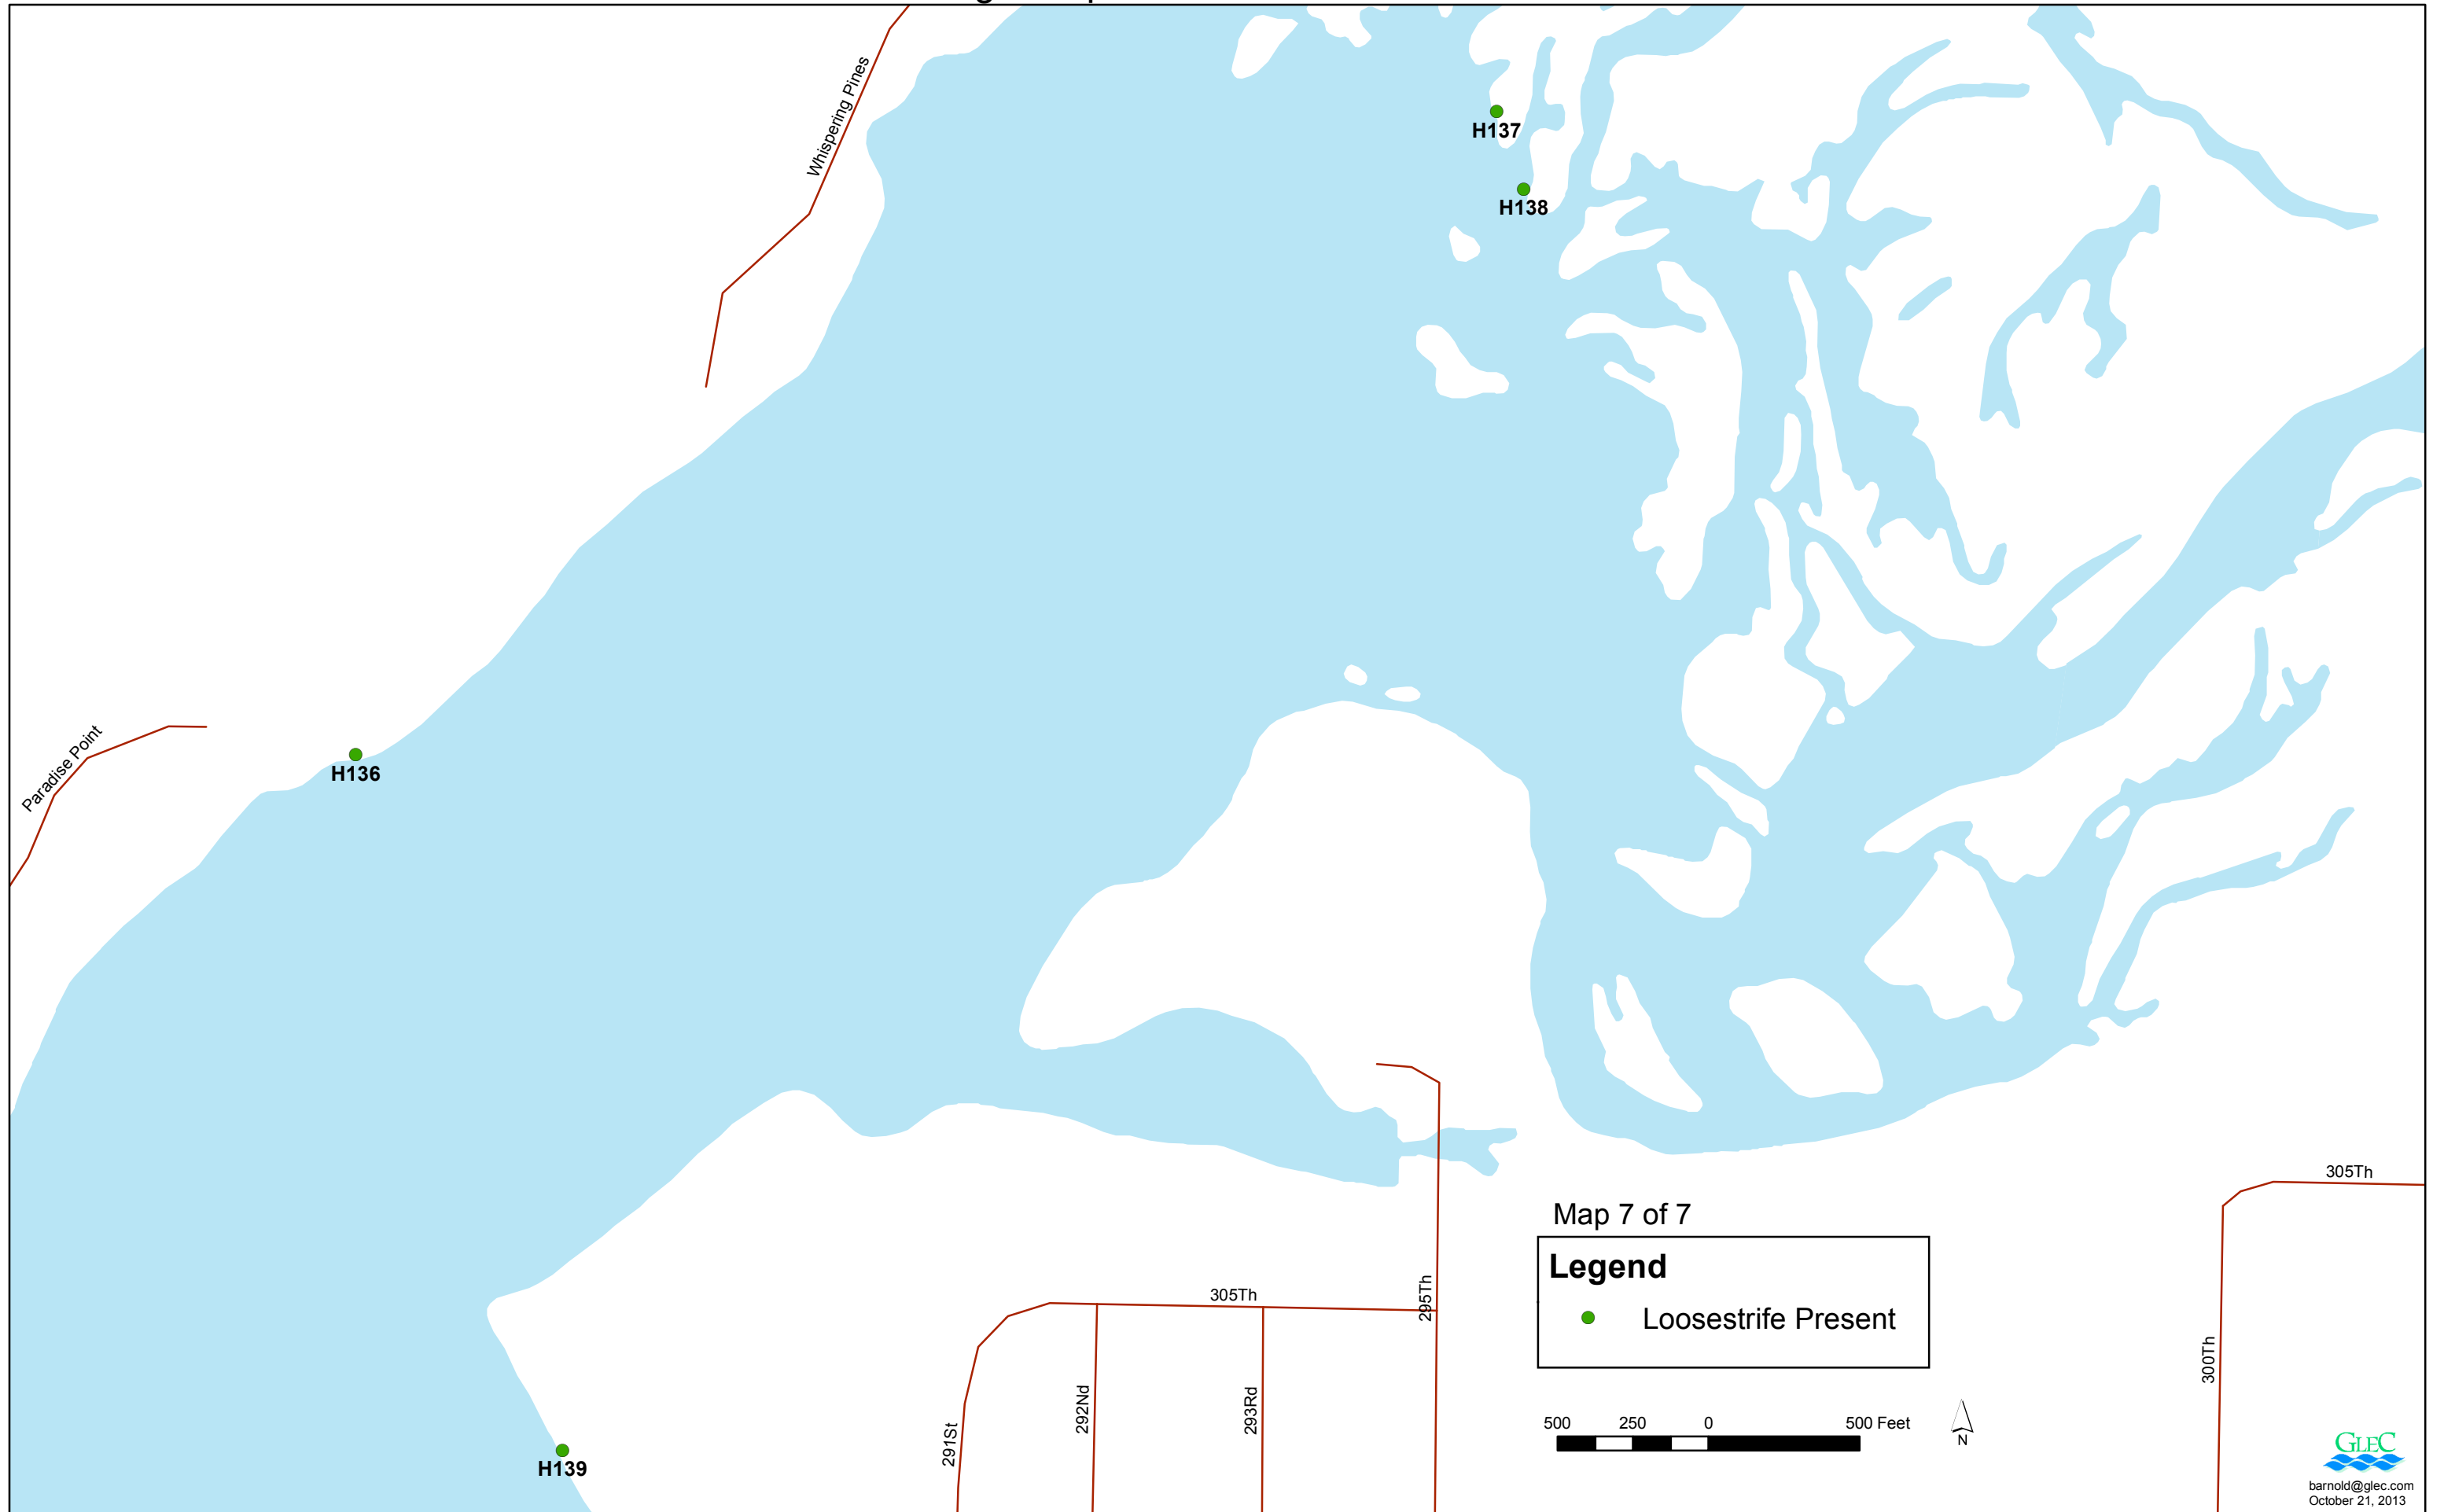 Whispering Pines
H137
H138
Paradise Point
H136
305Th
Map 7 of 7
Legend
Loosestrife Present
305Th
295Th
300Th
292Nd
293Rd
291St
500 250 0 500 Feet
N
H139
GLEC
barnold@glec.com
October 21, 2013